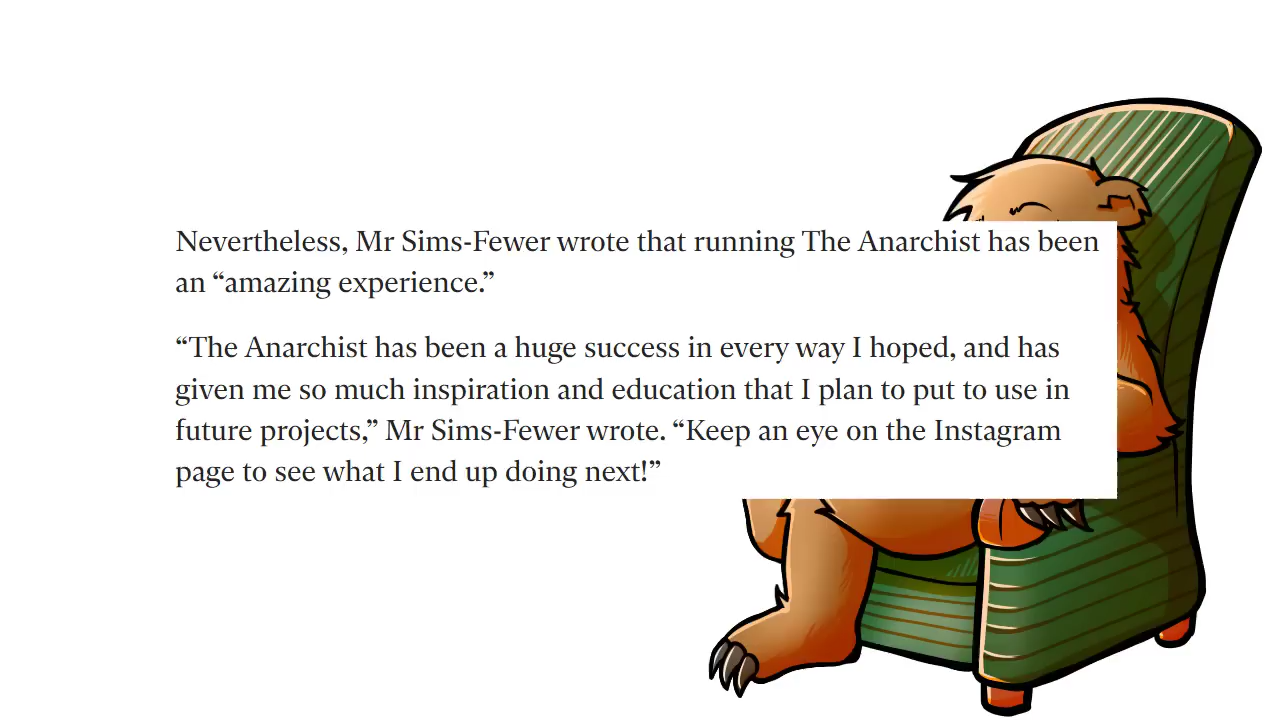 Nevertheless, Mr Sims-Fewer wrote that running The Anarchist has been
an “amazing experience.”
“The Anarchist has been a huge success in every way I hoped, and has
given me so much inspiration and education that I plan to put to use in
future projects,” Mr Sims-Fewer wrote. “Keep an eye on the Instagram
page to see what I end up doing next!”